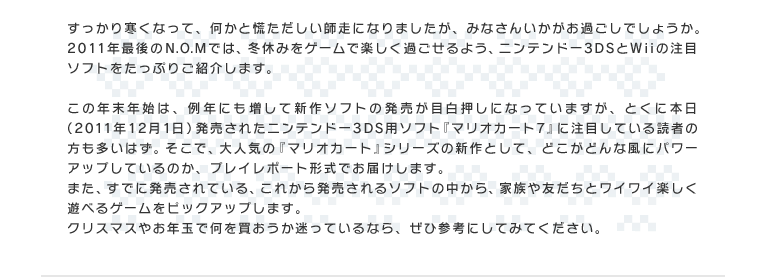 すっかり寒くなって、何かと慌ただしい師走になりましたが、みなさんいかがお過ごしでしょうか。
2011年最後のN.O.Mでは、冬休みをゲームで楽しく過ごせるよう、ニンテンドー3DSとWiiの注目
ソフトをたっぷりご紹介します。
この年末年始は、例年にも増して新作ソフトの発売が目白押しになっていますが、とくに本日
（2011年12月1日）発売されたニンテンドー3DS用ソフト『マリオカート7』に注目している読者の
方も多いはず。そこで、大人気の『マリオカート』シリーズの新作として、どこがどんな風にパワー
アップしているのか、プレイレポート形式でお届けします。
また、すでに発売されている、これから発売されるソフトの中から、家族や友だちとワイワイ楽しく
遊べるゲームをピックアップします。
クリスマスやお年玉で何を買おうか迷っているなら、ぜひ参考にしてみてください。